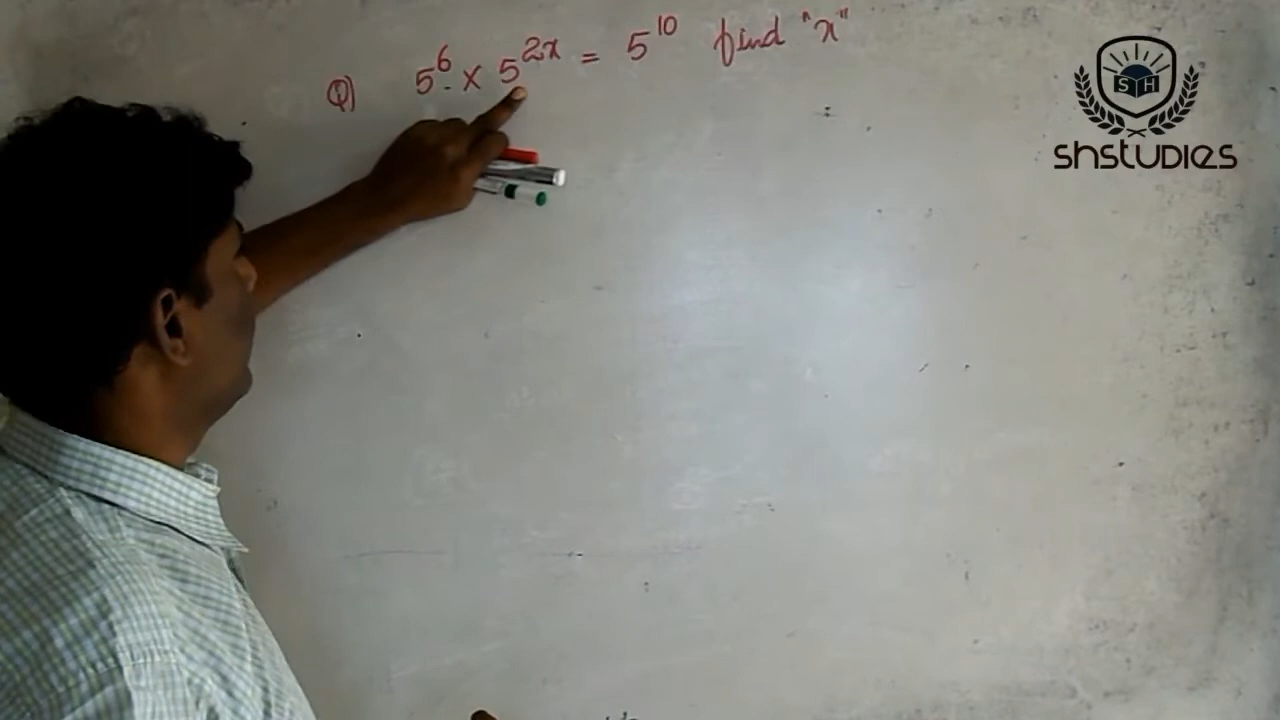 Q) 5⁶ × 5²ˣ = 5¹⁰ find "x"
SH
SHSTUDIES